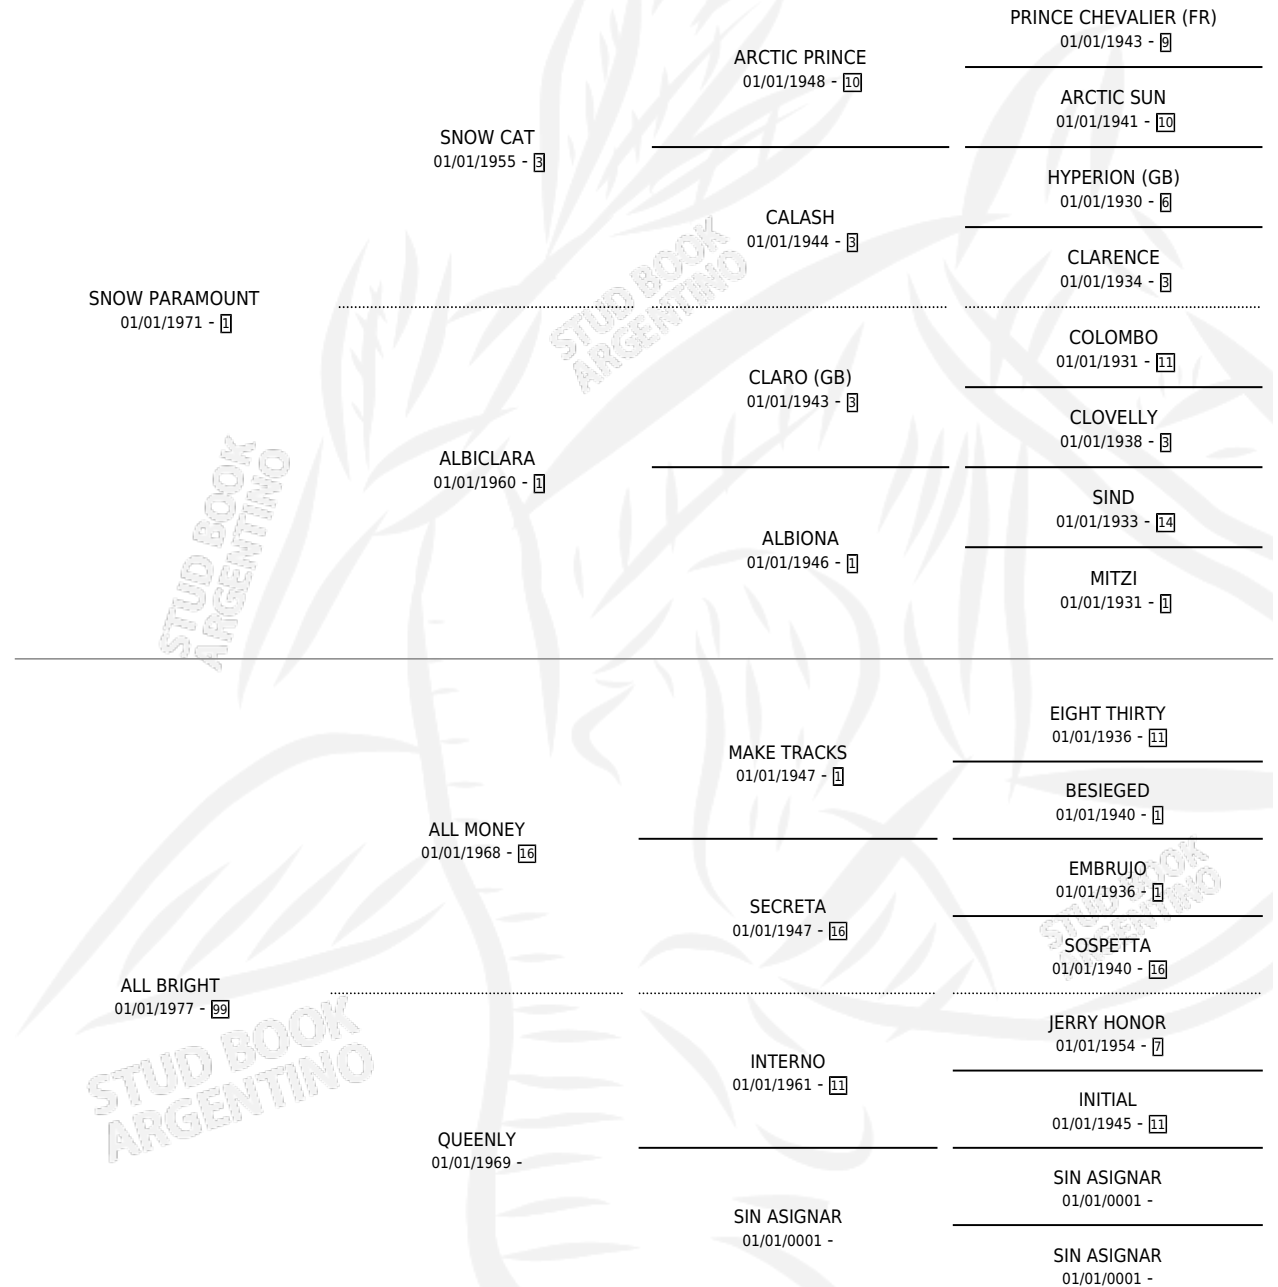 PRINCE CHEVALIER (FR)
01/01/1943 - 9
ARCTIC PRINCE
01/01/1948 - 10
ARCTIC SUN
01/01/1941 - 10
SNOW CAT
01/01/1955 - 3
HYPERION (GB)
01/01/1930 - 6
CALASH
01/01/1944 - 3
CLARENCE
01/01/1934 - 3
SNOW PARAMOUNT
01/01/1971 - 1
COLOMBO
01/01/1931 - 11
CLARO (GB)
01/01/1943 - 3
CLOVELLY
01/01/1938 - 3
ALBICLARA
01/01/1960 - 1
SIND
01/01/1933 - 14
ALBIONA
01/01/1946 - 1
MITZI
01/01/1931 - 1
EIGHT THIRTY
01/01/1936 - 11
MAKE TRACKS
01/01/1947 - 1
BESIEGED
01/01/1940 - 1
ALL MONEY
01/01/1968 - 16
EMBRUJO
01/01/1936 - 1
SECRETA
01/01/1947 - 16
SOSPETTA
01/01/1940 - 16
ALL BRIGHT
01/01/1977 - 99
JERRY HONOR
01/01/1954 - 7
INTERNO
01/01/1961 - 11
INITIAL
01/01/1945 - 11
QUEENLY
01/01/1969 -
SIN ASIGNAR
01/01/0001 -
SIN ASIGNAR
01/01/0001 -
SIN ASIGNAR
01/01/0001 -
STUD BOOK
ARGENTINO
STUD BOOK
ARGENTINO
STUD BOOK
ARGENTINO
STUD BOOK
ARGENTINO